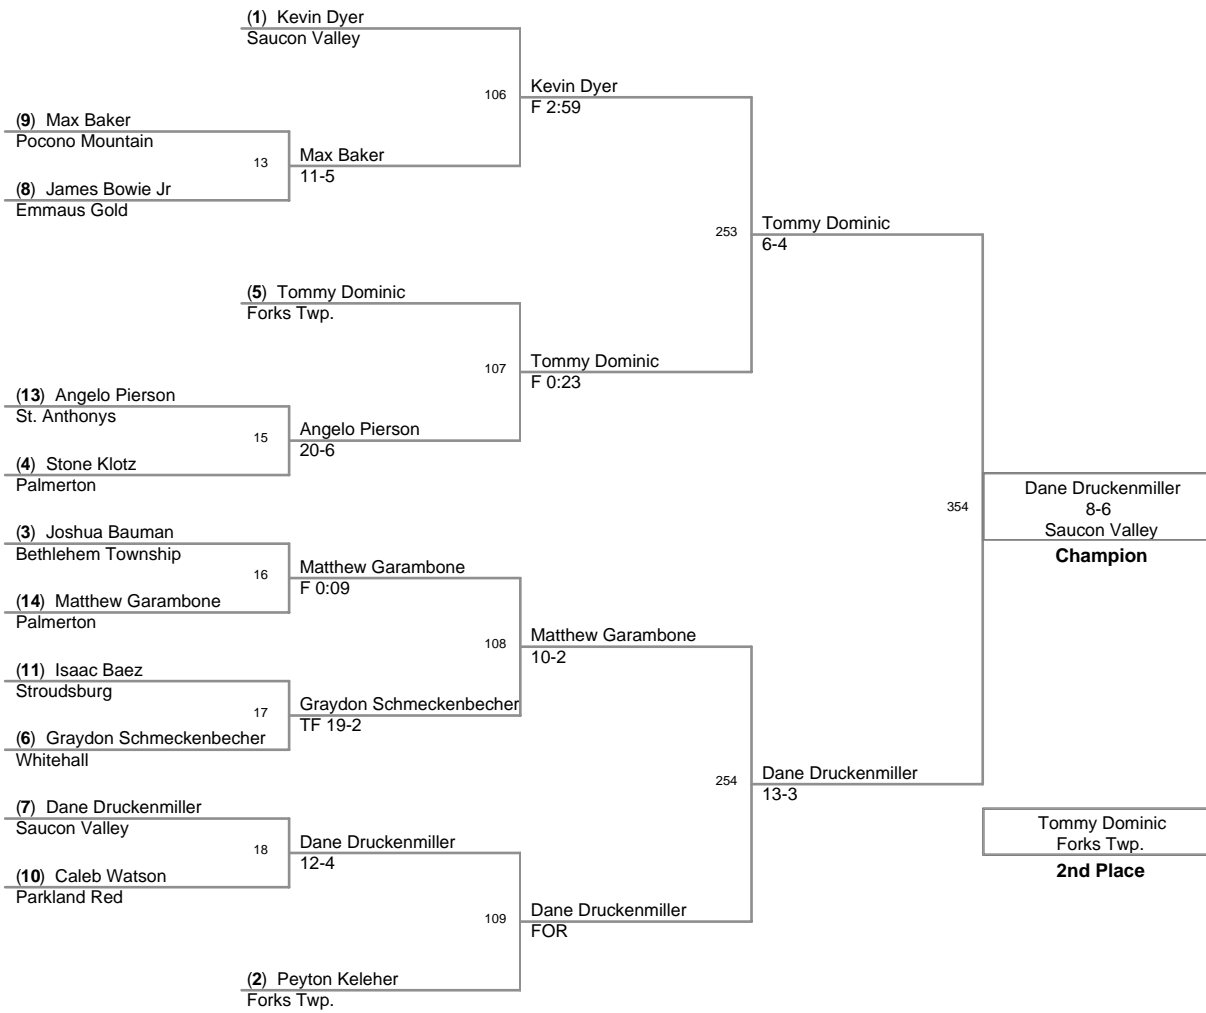 (1) Kevin Dyer
Saucon Valley
106
Kevin Dyer
F 2:59
(9) Max Baker
Pocono Mountain
13
Max Baker
11-5
(8) James Bowie Jr
Emmaus Gold
253
Tommy Dominic
6-4
(5) Tommy Dominic
Forks Twp.
107
Tommy Dominic
F 0:23
(13) Angelo Pierson
St. Anthonys
15
Angelo Pierson
20-6
(4) Stone Klotz
Palmerton
354
Dane Druckenmiller
8-6
Saucon Valley
Champion
(3) Joshua Bauman
Bethlehem Township
16
Matthew Garambone
F 0:09
(14) Matthew Garambone
Palmerton
108
Matthew Garambone
10-2
(11) Isaac Baez
Stroudsburg
17
Graydon Schmeckenbecher
TF 19-2
(6) Graydon Schmeckenbecher
Whitehall
254
Dane Druckenmiller
13-3
(7) Dane Druckenmiller
Saucon Valley
18
Dane Druckenmiller
12-4
(10) Caleb Watson
Parkland Red
Tommy Dominic
Forks Twp.
2nd Place
109
Dane Druckenmiller
FOR
(2) Peyton Keleher
Forks Twp.